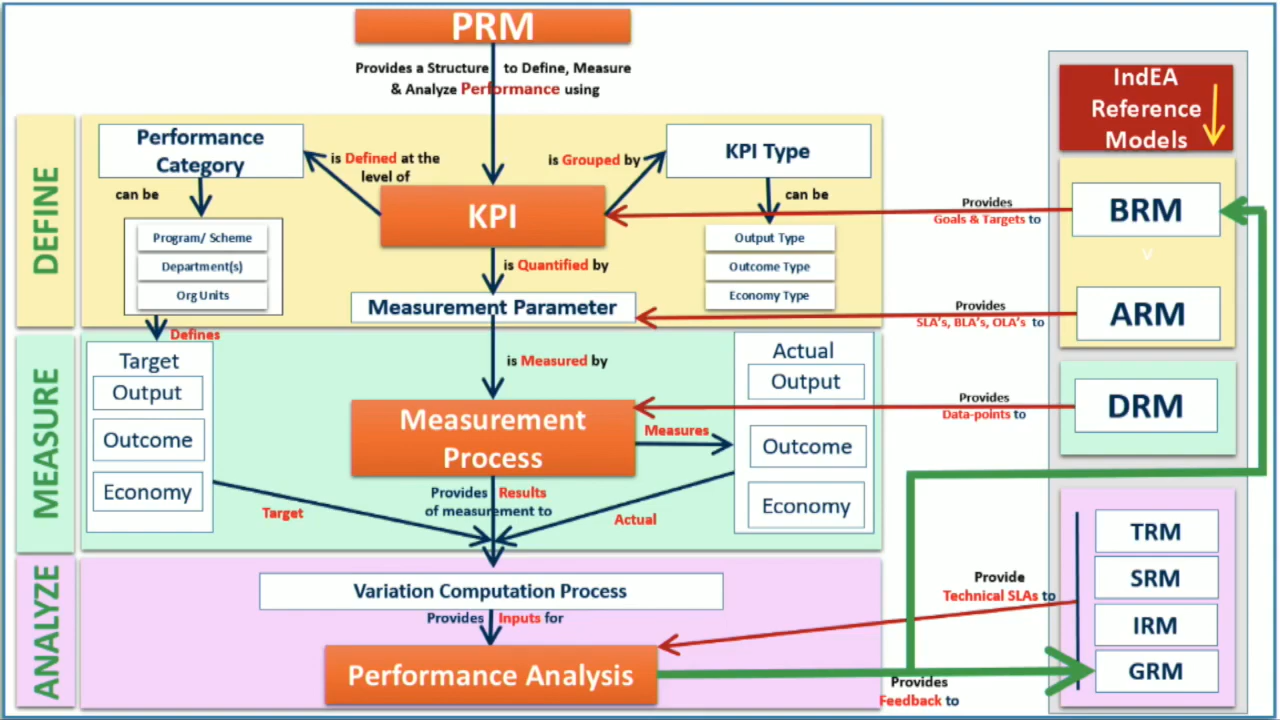 PRM
Provides a Structure to Define, Measure
& Analyze Performance using
IndEA
Reference
Models
DEFINE
Performance
Category
is Defined at the
level of
is Grouped by
KPI Type
can be
can be
KPI
Provides
Goals & Targets to
BRM
Program/ Scheme
Department(s)
Org Units
Output Type
Outcome Type
Economy Type
is Quantified by
v
Measurement Parameter
Provides
SLA's, BLA's, OLA's to
ARM
Defines
MEASURE
Target
Output
Outcome
Economy
is Measured by
Actual
Output
Outcome
Economy
Measurement
Process
Measures
Provides
Data-points to
DRM
Provides Results
of measurement to
Target
Actual
ANALYZE
Variation Computation Process
Provides Inputs for
Performance Analysis
Provide
Technical SLAs to
TRM
SRM
IRM
GRM
Provides
Feedback to